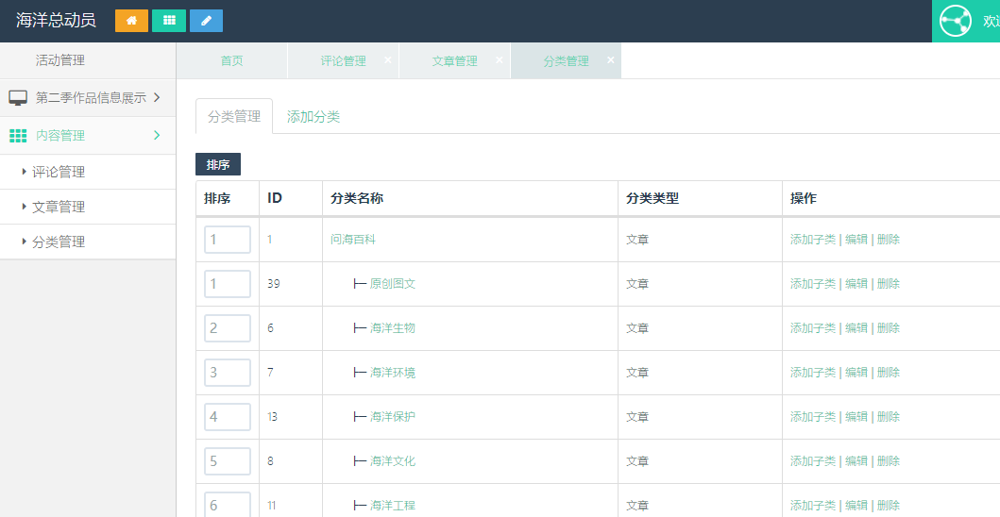 海洋总动员
欢迎
活动管理
首页
评论管理 ×
文章管理 ×
分类管理 ×
第二季作品信息展示
内容管理
评论管理
文章管理
分类管理
分类管理 添加分类
排序
排序 ID 分类名称 分类类型 操作
1 1 问海百科 文章 添加子类 | 编辑 | 删除
1 39 ├─ 原创图文 文章 添加子类 | 编辑 | 删除
2 6 ├─ 海洋生物 文章 添加子类 | 编辑 | 删除
3 7 ├─ 海洋环境 文章 添加子类 | 编辑 | 删除
4 13 ├─ 海洋保护 文章 添加子类 | 编辑 | 删除
5 8 ├─ 海洋文化 文章 添加子类 | 编辑 | 删除
6 11 ├─ 海洋工程 文章 添加子类 | 编辑 | 删除